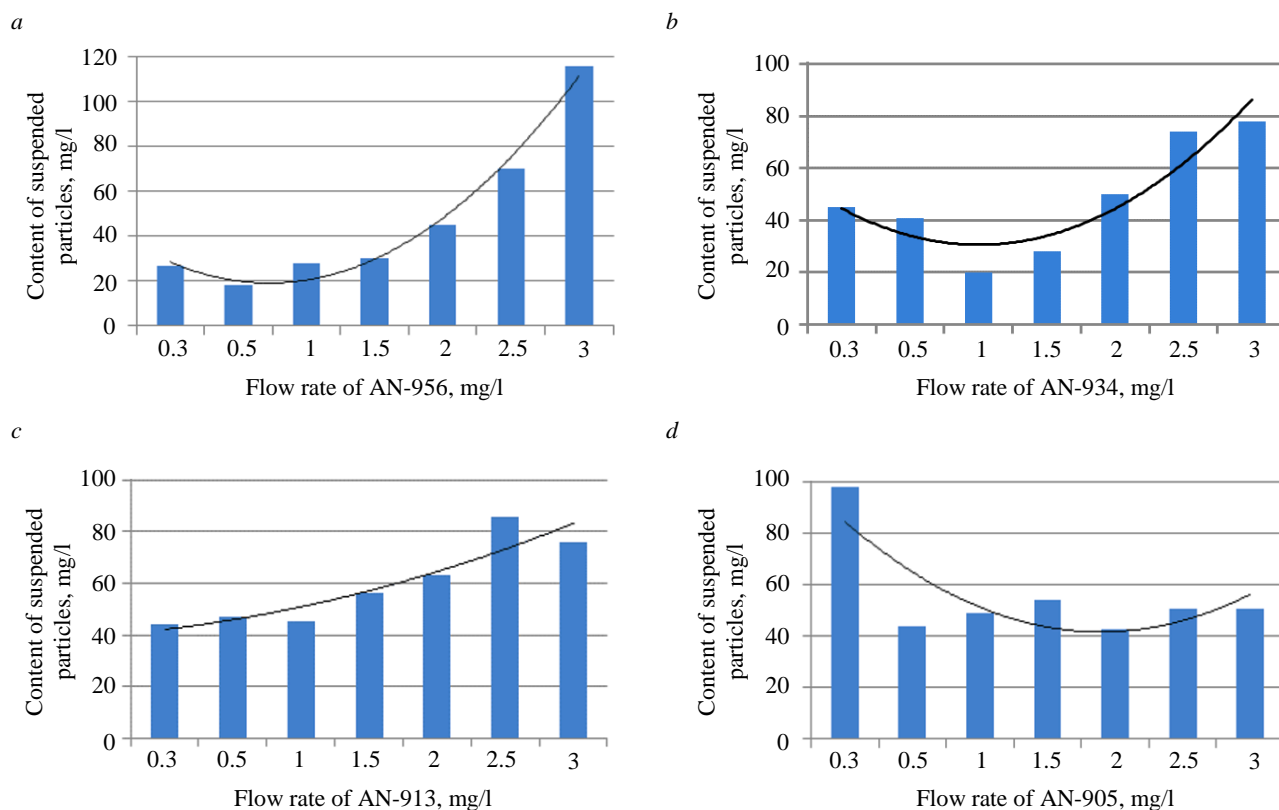 a
Content of suspended
particles, mg/l
120
100
80
60
40
20
0
0.3 0.5 1 1.5 2 2.5 3
Flow rate of AN-956, mg/l
b
Content of suspended
particles, mg/l
100
80
60
40
20
0
0.3 0.5 1 1.5 2 2.5 3
Flow rate of AN-934, mg/l
c
Content of suspended
particles, mg/l
100
80
60
40
20
0
0.3 0.5 1 1.5 2 2.5 3
Flow rate of AN-913, mg/l
d
Content of suspended
particles, mg/l
100
80
60
40
20
0
0.3 0.5 1 1.5 2 2.5 3
Flow rate of AN-905, mg/l